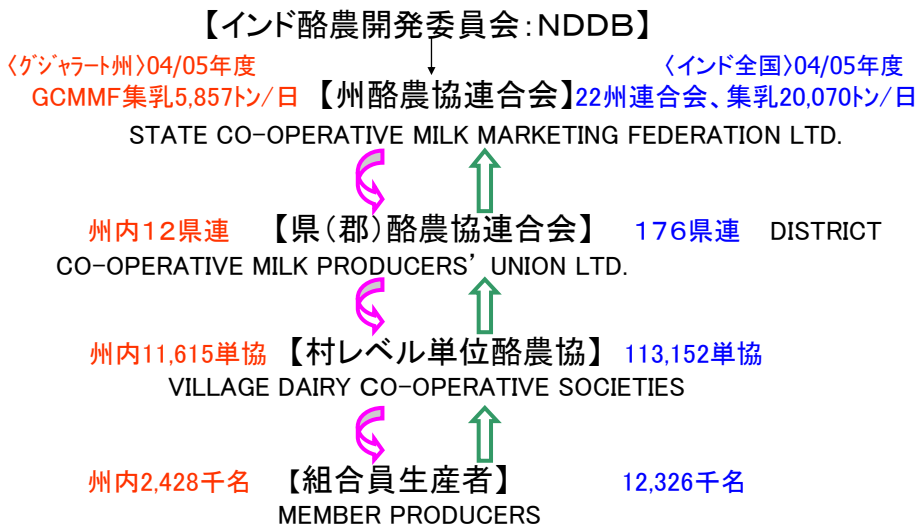 【インド酪農開発委員会:NDDB】
〈グジャラート州〉04/05年度 〈インド全国〉04/05年度
GCMMF集乳5,857トン/日 【州酪農協連合会】22州連合会、集乳20,070トン/日
STATE CO-OPERATIVE MILK MARKETING FEDERATION LTD.
州内12県連 【県(郡)酪農協連合会】 176県連 DISTRICT
CO-OPERATIVE MILK PRODUCERS' UNION LTD.
州内11,615単協 【村レベル単位酪農協】 113,152単協
VILLAGE DAIRY CO-OPERATIVE SOCIETIES
州内2,428千名 【組合員生産者】 12,326千名
MEMBER PRODUCERS